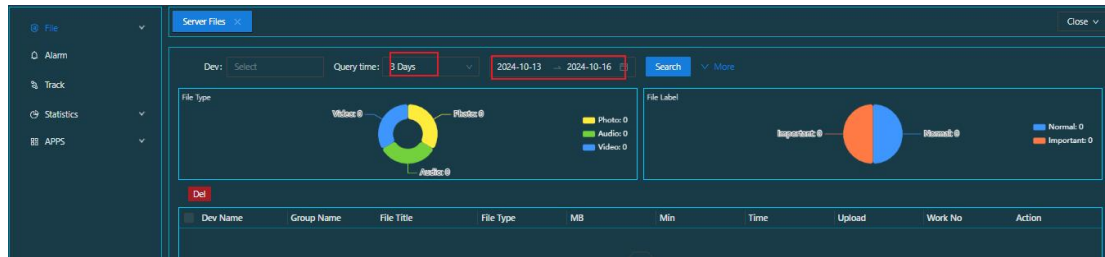 File
Alarm
Track
Statistics
APPS
Server Files
Close
Dev: Select Query time: 3 Days 2024-10-13 → 2024-10-16 Search More
File Type
Video: 0
Photo: 0
Audio: 0
Photo: 0
Audio: 0
Video: 0
File Label
Important: 0
Normal: 0
Normal: 0
Important: 0
Del
Dev Name Group Name File Title File Type MB Min Time Upload Work No Action